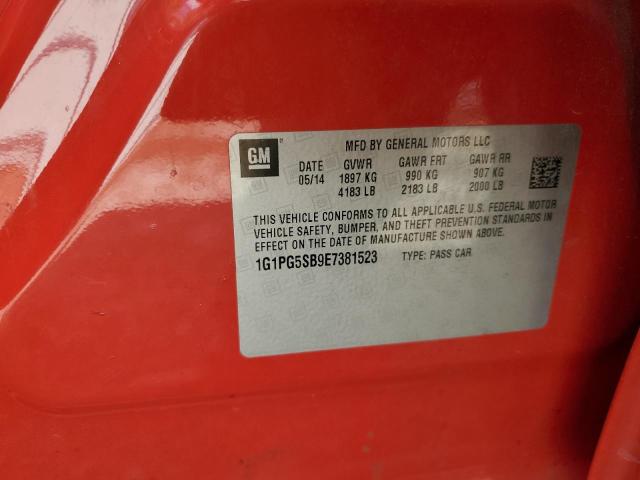 GM
MFD BY GENERAL MOTORS LLC
DATE GVWR GAWR FRT GAWR RR
05/14 1897 KG 990 KG 907 KG
4183 LB 2183 LB 2000 LB
THIS VEHICLE CONFORMS TO ALL APPLICABLE U.S. FEDERAL MOTOR
VEHICLE SAFETY, BUMPER, AND THEFT PREVENTION STANDARDS IN
EFFECT ON THE DATE OF MANUFACTURE SHOWN ABOVE.
1G1PG5SB9E7381523 TYPE: PASS CAR